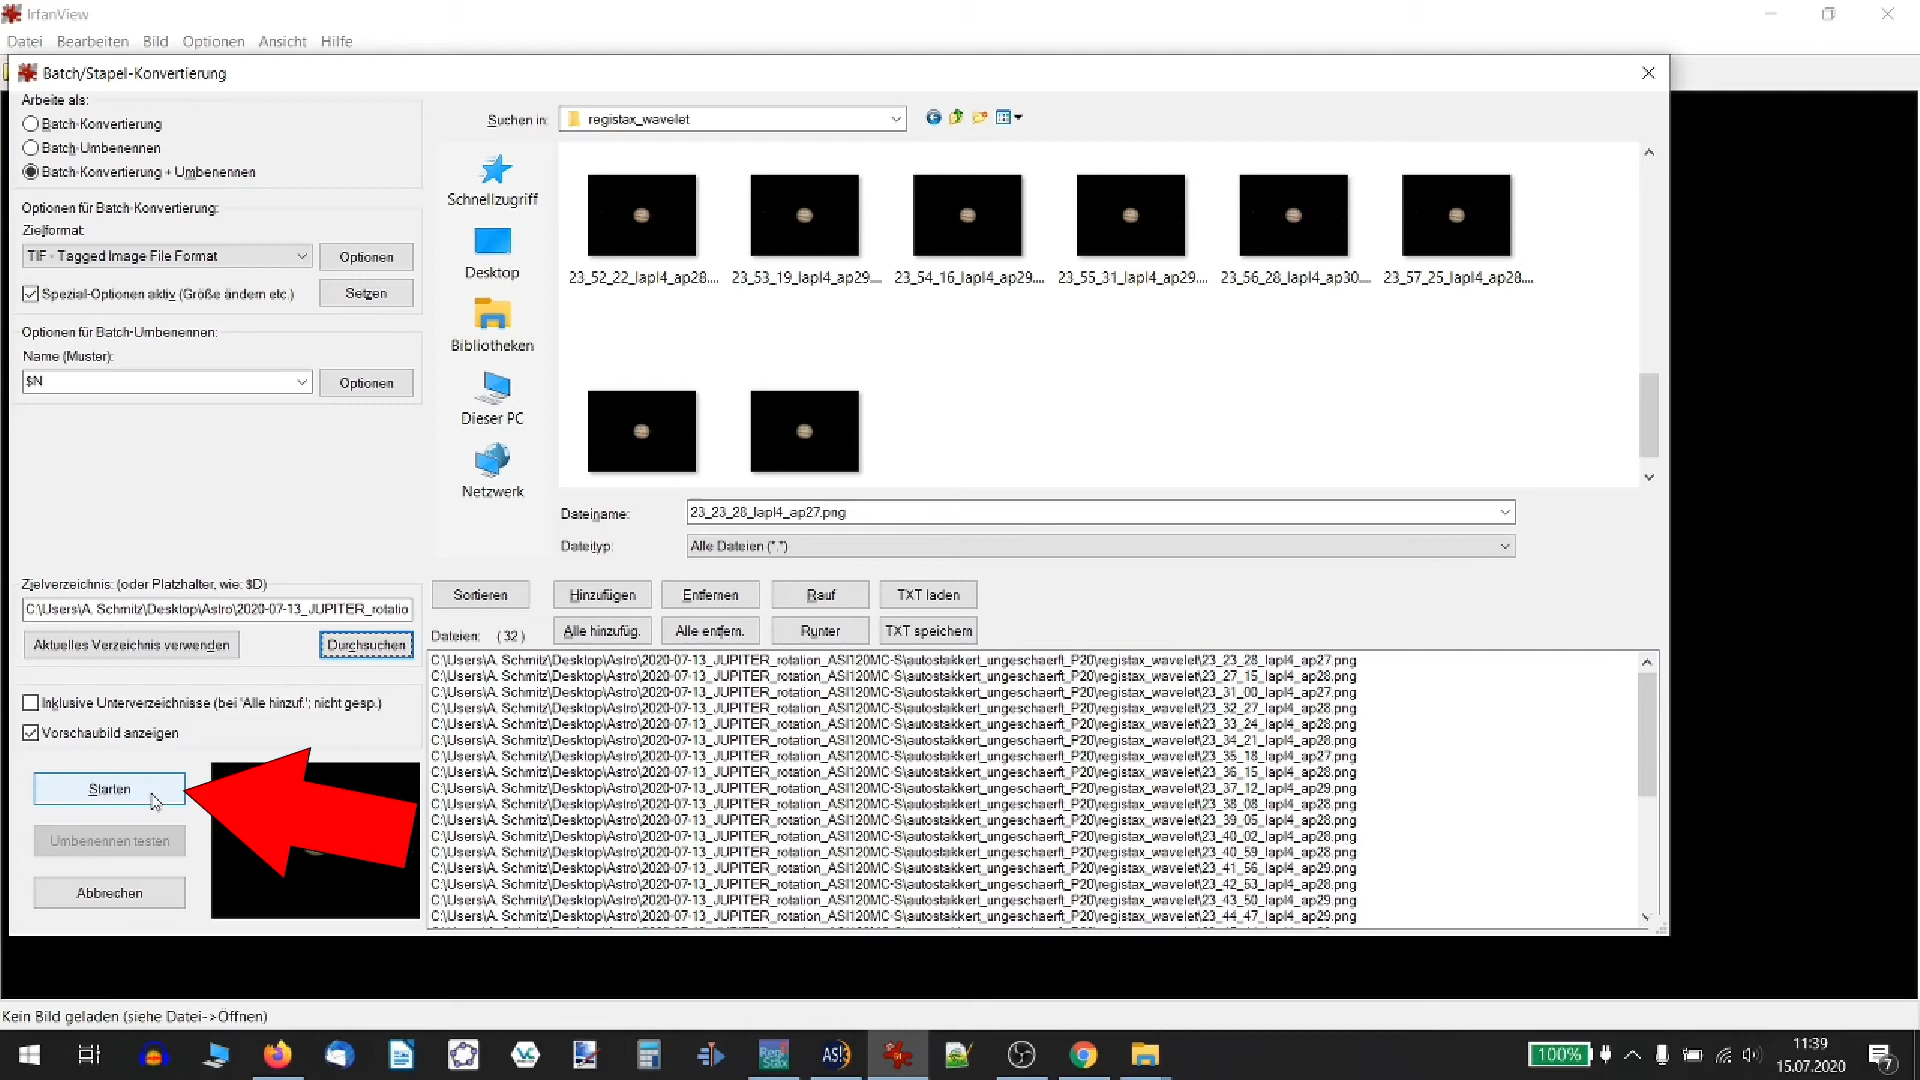 IrfanView
Datei Bearbeiten Bild Optionen Ansicht Hilfe
Batch/Stapel-Konvertierung
Arbeite als:
Batch-Konvertierung
Batch-Umbenennen
Batch-Konvertierung + Umbenennen
Optionen für Batch-Konvertierung:
Zielformat:
TIF - Tagged Image File Format
Optionen
Spezial-Optionen aktiv (Größe ändern etc.)
Setzen
Optionen für Batch-Umbenennen:
Name (Muster):
$N
Optionen
Zielverzeichnis: (oder Platzhalter, wie: $D)
C:\Users\A. Schmitz\Desktop\Astro\2020-07-13_JUPITER_rotatio
Aktuelles Verzeichnis verwenden
Durchsuchen
Inklusive Unterverzeichnisse (bei 'Alle hinzuf.'; nicht gesp.)
Vorschaubild anzeigen
Starten
Umbenennen testen
Abbrechen
Suchen in:
registax_wavelet
Schnellzugriff
Desktop
Bibliotheken
Dieser PC
Netzwerk
23_52_22_lapl4_ap28....
23_53_19_lapl4_ap29....
23_54_16_lapl4_ap29....
23_55_31_lapl4_ap29....
23_56_28_lapl4_ap30....
23_57_25_lapl4_ap28....
Dateiname:
23_23_28_lapl4_ap27.png
Dateityp:
Alle Dateien (*.*)
Sortieren
Hinzufügen
Entfernen
Rauf
TXT laden
Dateien: (32)
Alle hinzufüg.
Alle entfern.
Runter
TXT speichern
C:\Users\A. Schmitz\Desktop\Astro\2020-07-13_JUPITER_rotation_ASI120MC-S\autostakkert_ungeschaerft_P20\registax_wavelet\23_23_28_lapl4_ap27.png
C:\Users\A. Schmitz\Desktop\Astro\2020-07-13_JUPITER_rotation_ASI120MC-S\autostakkert_ungeschaerft_P20\registax_wavelet\23_27_15_lapl4_ap28.png
C:\Users\A. Schmitz\Desktop\Astro\2020-07-13_JUPITER_rotation_ASI120MC-S\autostakkert_ungeschaerft_P20\registax_wavelet\23_31_00_lapl4_ap27.png
C:\Users\A. Schmitz\Desktop\Astro\2020-07-13_JUPITER_rotation_ASI120MC-S\autostakkert_ungeschaerft_P20\registax_wavelet\23_32_27_lapl4_ap28.png
C:\Users\A. Schmitz\Desktop\Astro\2020-07-13_JUPITER_rotation_ASI120MC-S\autostakkert_ungeschaerft_P20\registax_wavelet\23_33_24_lapl4_ap28.png
C:\Users\A. Schmitz\Desktop\Astro\2020-07-13_JUPITER_rotation_ASI120MC-S\autostakkert_ungeschaerft_P20\registax_wavelet\23_34_21_lapl4_ap28.png
C:\Users\A. Schmitz\Desktop\Astro\2020-07-13_JUPITER_rotation_ASI120MC-S\autostakkert_ungeschaerft_P20\registax_wavelet\23_35_18_lapl4_ap27.png
C:\Users\A. Schmitz\Desktop\Astro\2020-07-13_JUPITER_rotation_ASI120MC-S\autostakkert_ungeschaerft_P20\registax_wavelet\23_36_15_lapl4_ap28.png
C:\Users\A. Schmitz\Desktop\Astro\2020-07-13_JUPITER_rotation_ASI120MC-S\autostakkert_ungeschaerft_P20\registax_wavelet\23_37_12_lapl4_ap29.png
C:\Users\A. Schmitz\Desktop\Astro\2020-07-13_JUPITER_rotation_ASI120MC-S\autostakkert_ungeschaerft_P20\registax_wavelet\23_38_08_lapl4_ap28.png
C:\Users\A. Schmitz\Desktop\Astro\2020-07-13_JUPITER_rotation_ASI120MC-S\autostakkert_ungeschaerft_P20\registax_wavelet\23_39_05_lapl4_ap28.png
C:\Users\A. Schmitz\Desktop\Astro\2020-07-13_JUPITER_rotation_ASI120MC-S\autostakkert_ungeschaerft_P20\registax_wavelet\23_40_02_lapl4_ap28.png
C:\Users\A. Schmitz\Desktop\Astro\2020-07-13_JUPITER_rotation_ASI120MC-S\autostakkert_ungeschaerft_P20\registax_wavelet\23_40_59_lapl4_ap28.png
C:\Users\A. Schmitz\Desktop\Astro\2020-07-13_JUPITER_rotation_ASI120MC-S\autostakkert_ungeschaerft_P20\registax_wavelet\23_41_56_lapl4_ap29.png
C:\Users\A. Schmitz\Desktop\Astro\2020-07-13_JUPITER_rotation_ASI120MC-S\autostakkert_ungeschaerft_P20\registax_wavelet\23_42_53_lapl4_ap28.png
C:\Users\A. Schmitz\Desktop\Astro\2020-07-13_JUPITER_rotation_ASI120MC-S\autostakkert_ungeschaerft_P20\registax_wavelet\23_43_50_lapl4_ap29.png
C:\Users\A. Schmitz\Desktop\Astro\2020-07-13_JUPITER_rotation_ASI120MC-S\autostakkert_ungeschaerft_P20\registax_wavelet\23_44_47_lapl4_ap29.png
Kein Bild geladen (siehe Datei->Öffnen)
100%
11:39
15.07.2020
7